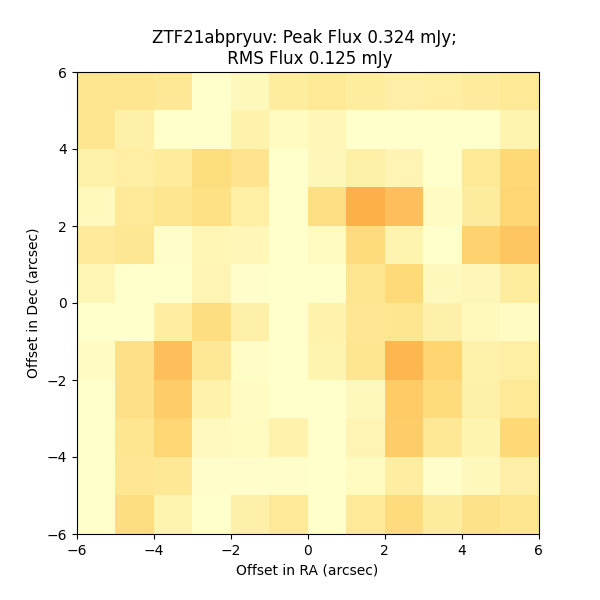 ZTF21abpryuv: Peak Flux 0.324 mJy;
RMS Flux 0.125 mJy
6
4
2
0
−2
−4
−6
Offset in Dec (arcsec)
−6 −4 −2 0 2 4 6
Offset in RA (arcsec)